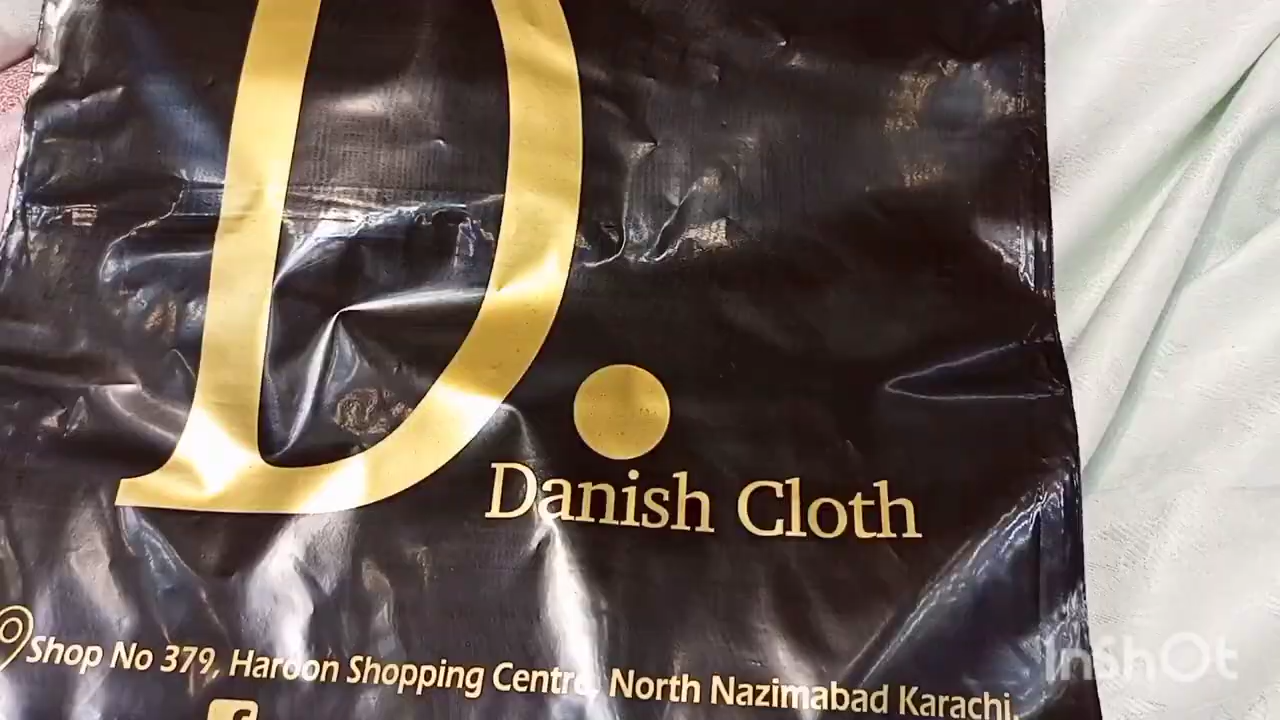 D.
Danish Cloth
Shop No 379, Haroon Shopping Centre, North Nazimabad Karachi.
InShOt